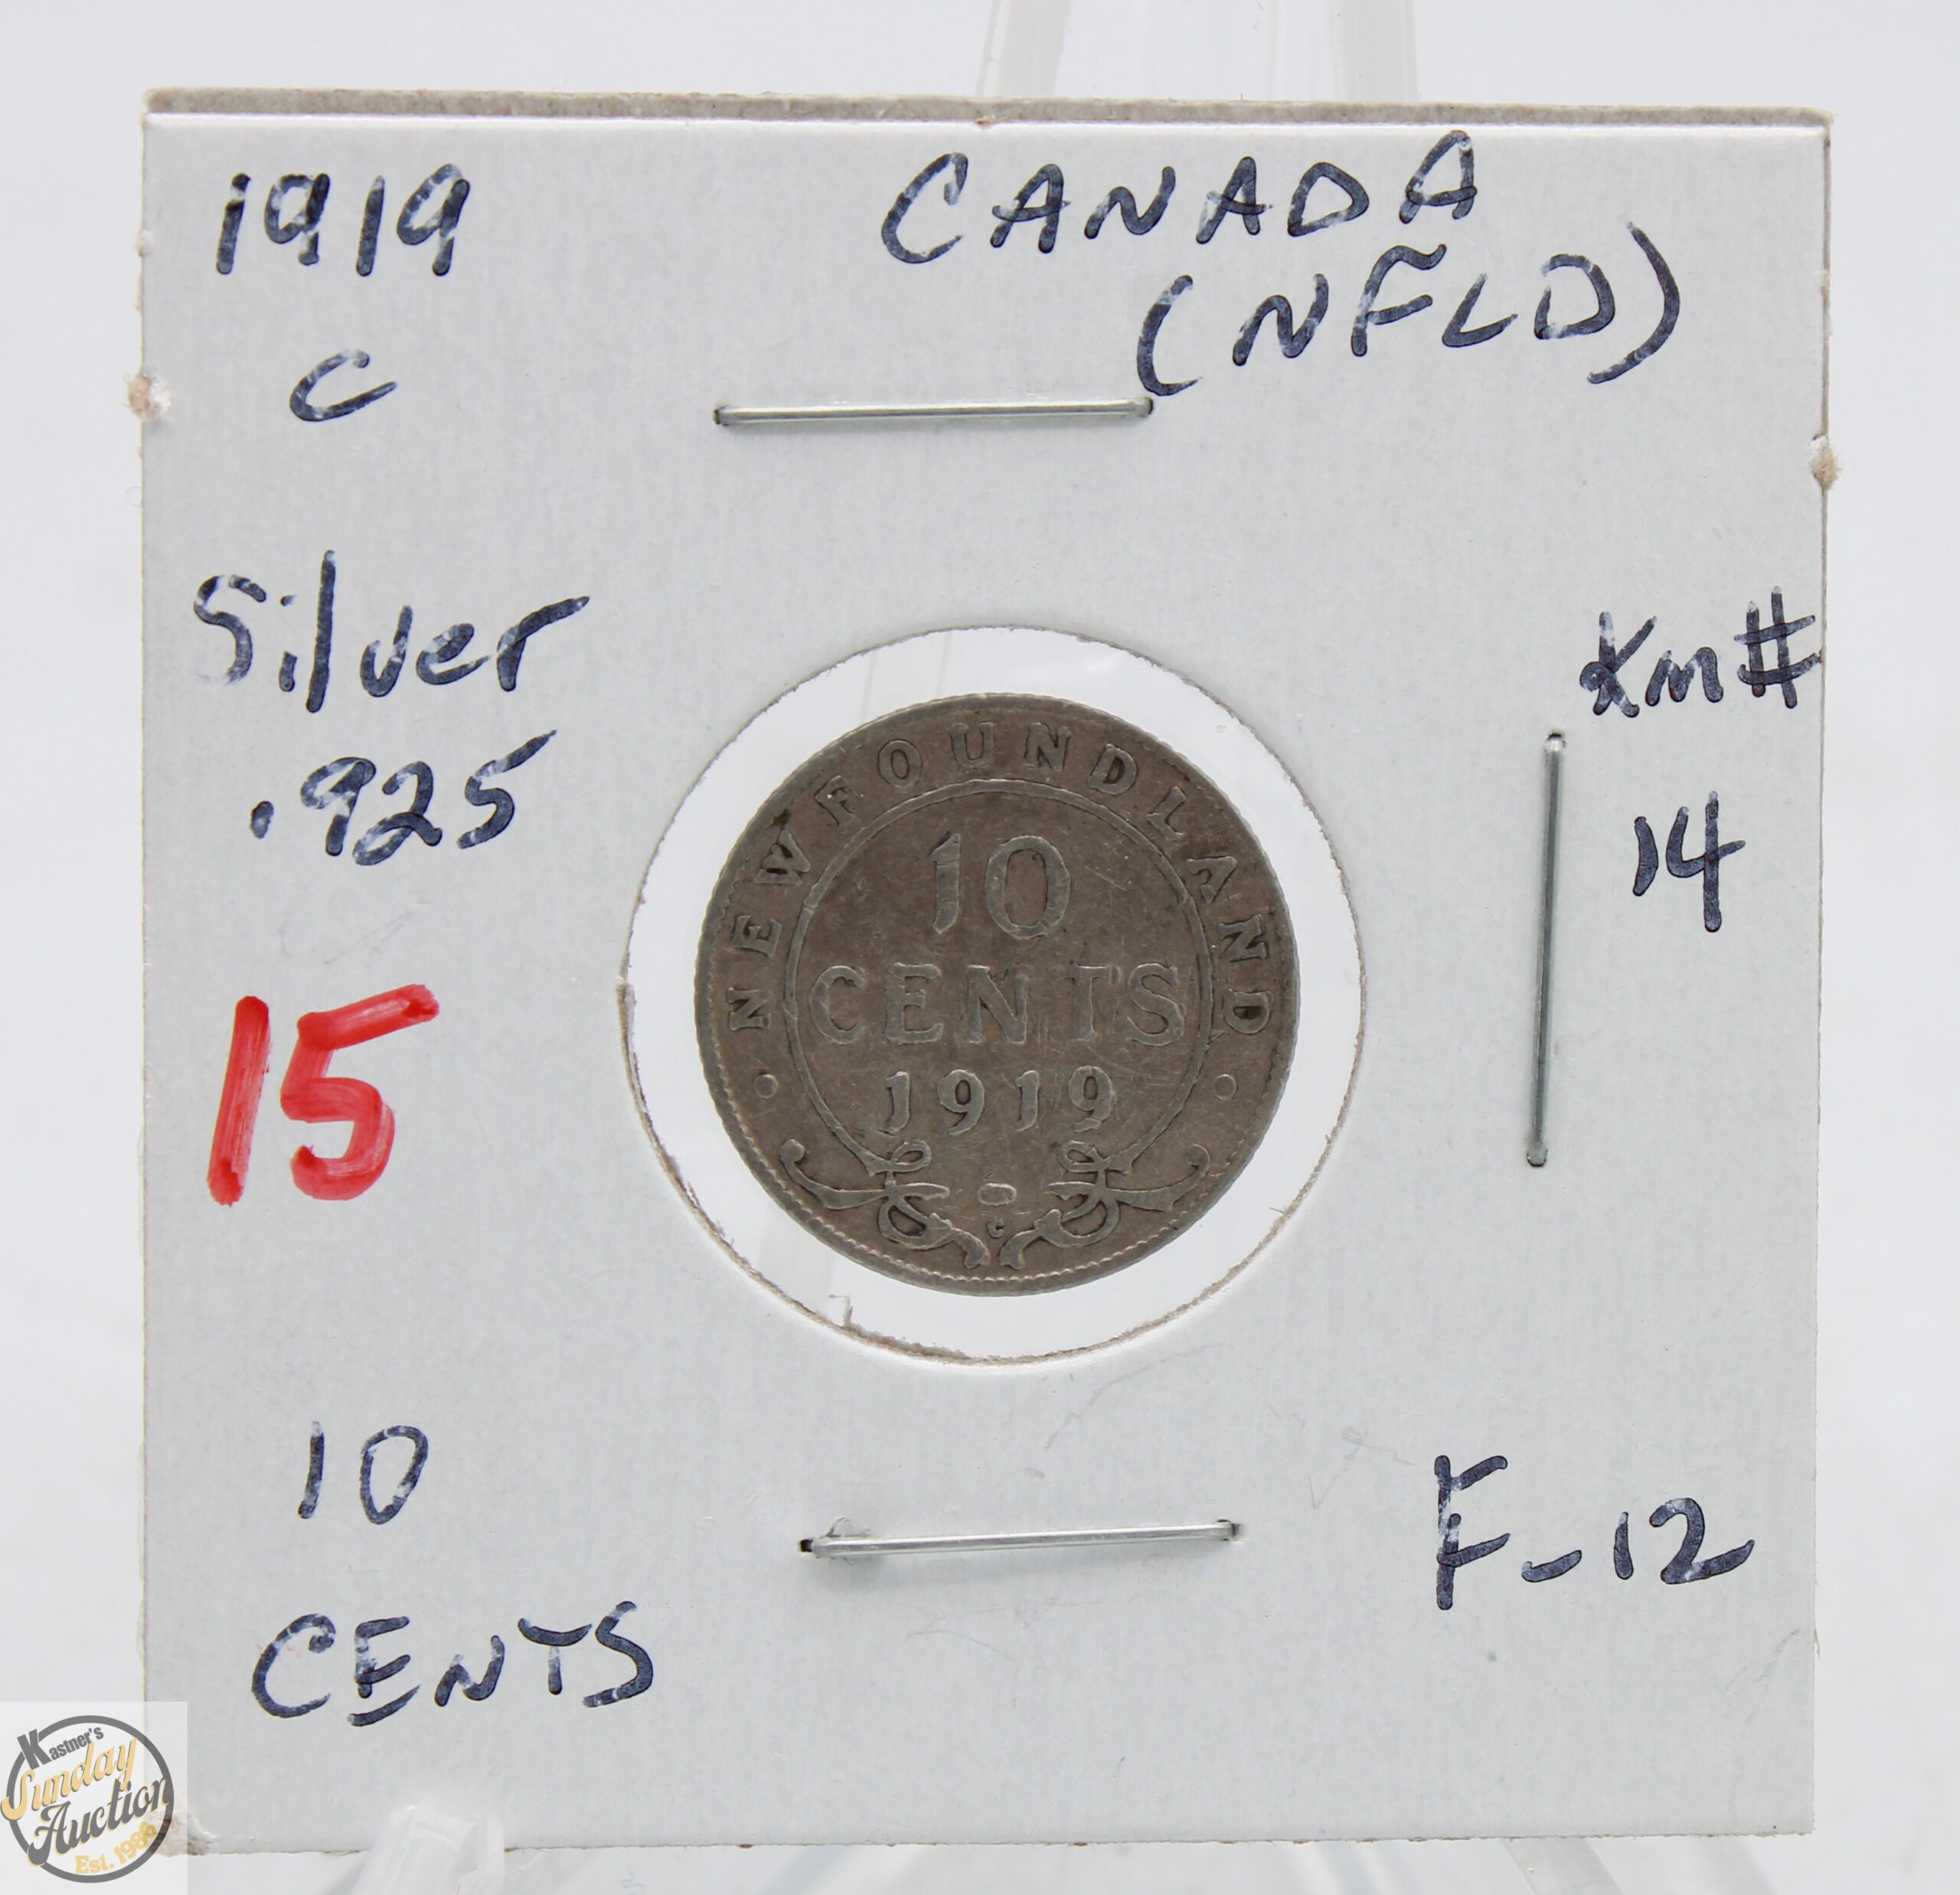 1919
C
CANADA
(NFLD)
Silver
.925
KM#
14
15
NEWFOUNDLAND
10
CENTS
1919
C
10
CENTS
F-12
Kastner's
Sunday
Auction
Est. 1986